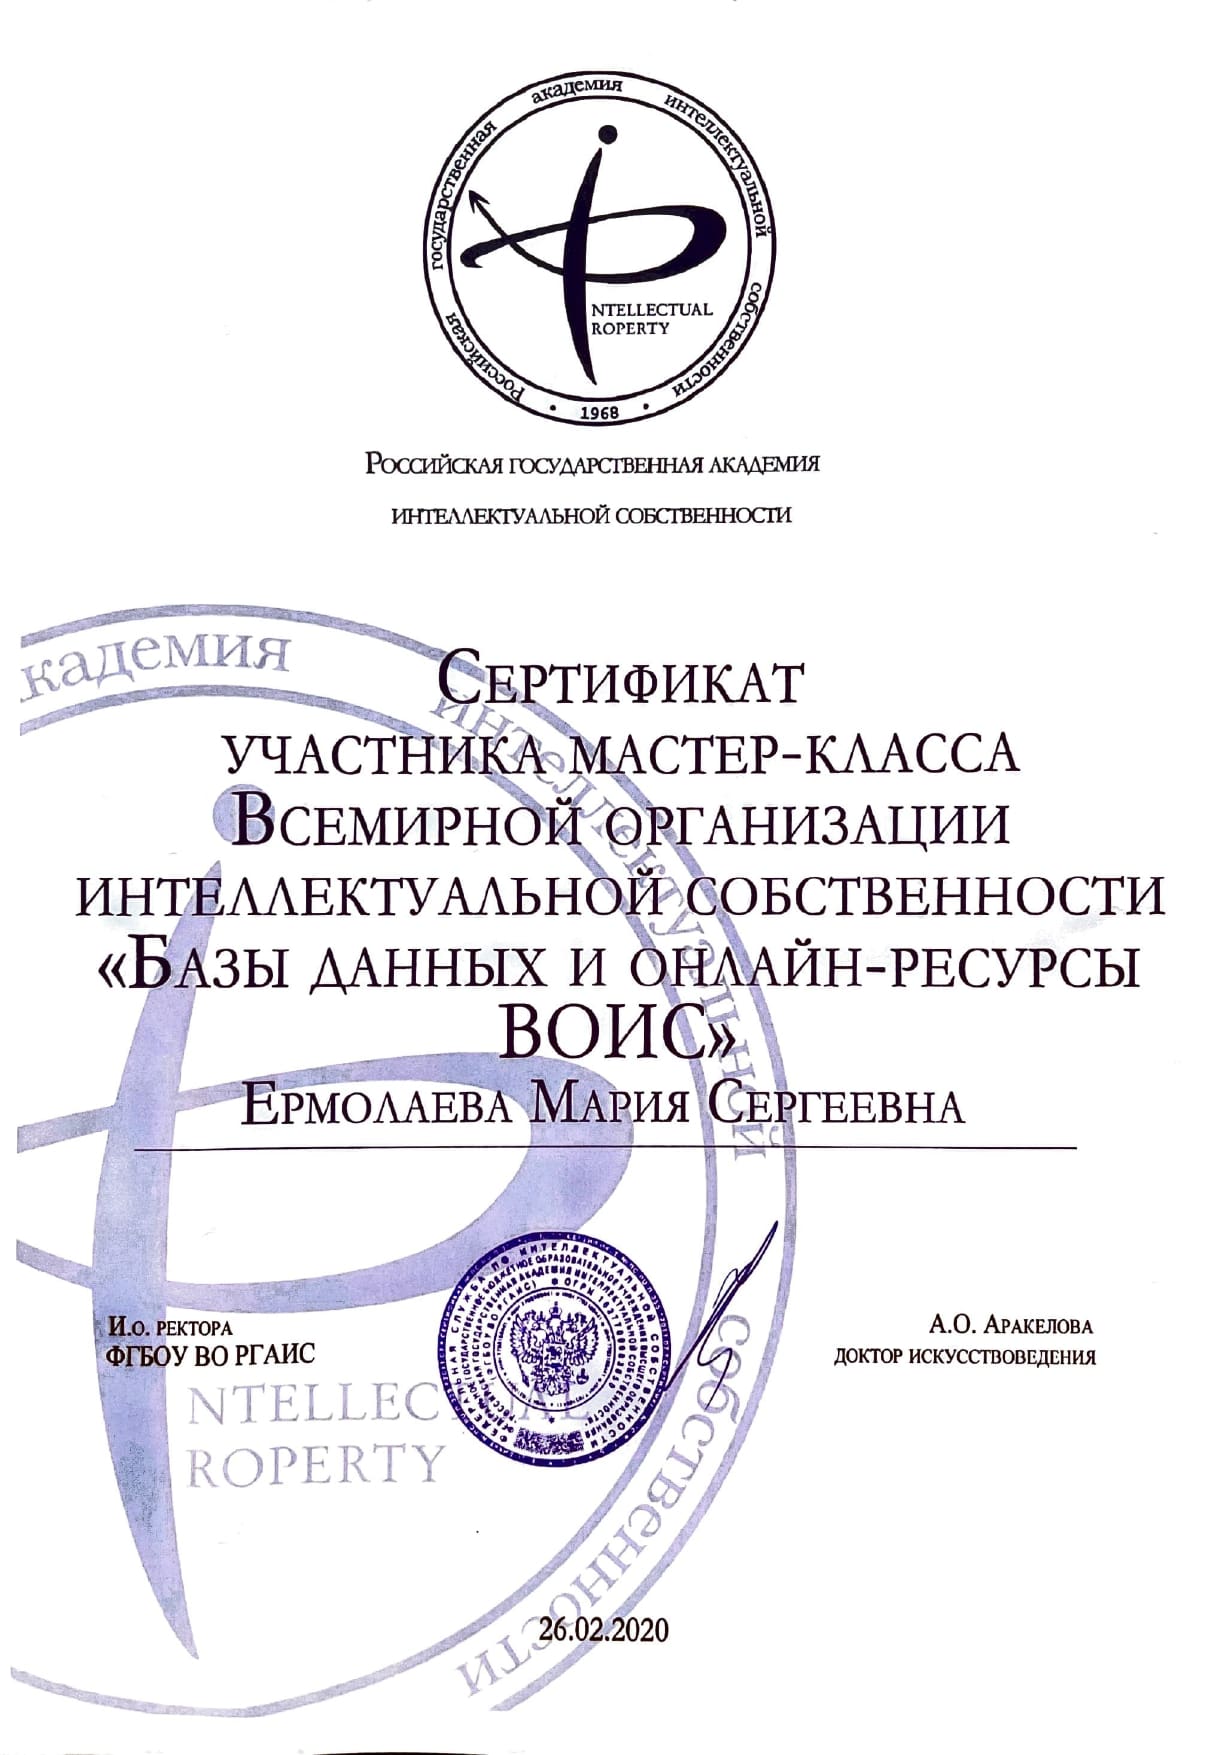 Российская государственная академия интеллектуальной собственности
• 1968 •
NTELLECTUAL
ROPERTY
Российская государственная академия
интеллектуальной собственности
академия интеллектуальной собственности
Сертификат
участника мастер-класса
Всемирной организации
интеллектуальной собственности
«Базы данных и онлайн-ресурсы
ВОИС»
Ермолаева Мария Сергеевна
И.о. ректора
ФГБОУ ВО РГАИС
А.О. Аракелова
доктор искусствоведения
NTELLECTUAL
ROPERTY
26.02.2020